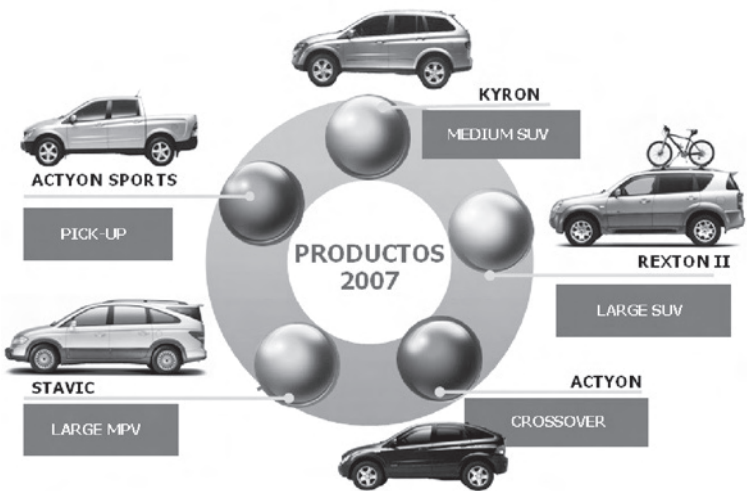 KYRON
MEDIUM SUV
ACTYON SPORTS
PICK-UP
PRODUCTOS
2007
REXTON II
LARGE SUV
STAVIC
LARGE MPV
ACTYON
CROSSOVER